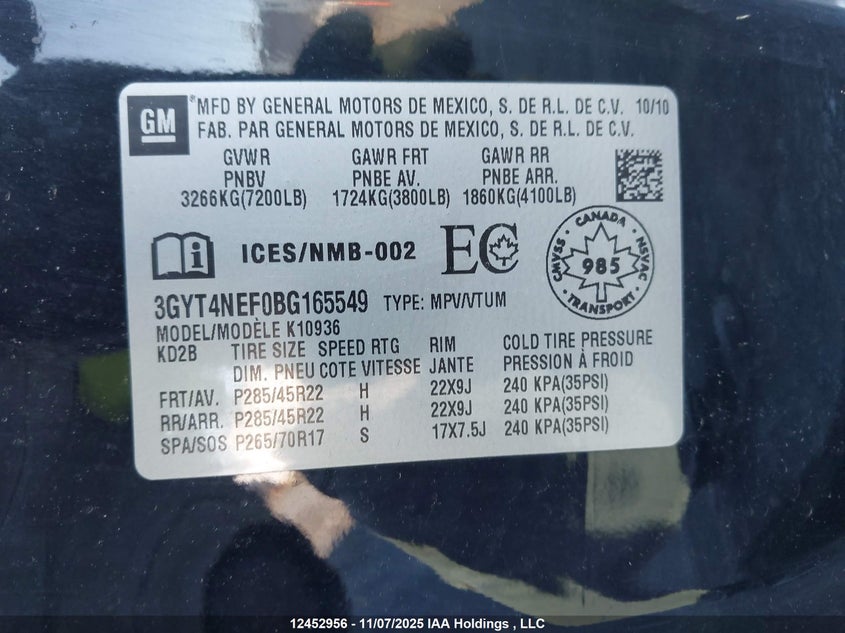 GM
*MFD BY GENERAL MOTORS DE MEXICO, S. DE R.L. DE C.V. 10/10
FAB. PAR GENERAL MOTORS DE MEXICO, S. DE R.L. DE C.V.
GVWR GAWR FRT GAWR RR
PNBV PNBE AV. PNBE ARR.
3266KG(7200LB) 1724KG(3800LB) 1860KG(4100LB)
i ICES/NMB-002 EC
CANADA
CMVSS 985 NSVAC
TRANSPORT
3GYT4NEF0BG165549 TYPE: MPV/VTUM
MODEL/MODÈLE K10936
KD2B TIRE SIZE SPEED RTG RIM COLD TIRE PRESSURE
DIM. PNEU COTE VITESSE JANTE PRESSION À FROID
FRT/AV. P285/45R22 H 22X9J 240 KPA(35PSI)
RR/ARR. P285/45R22 H 22X9J 240 KPA(35PSI)
SPA/SOS P265/70R17 S 17X7.5J 240 KPA(35PSI)
12452956 - 11/07/2025 IAA Holdings , LLC